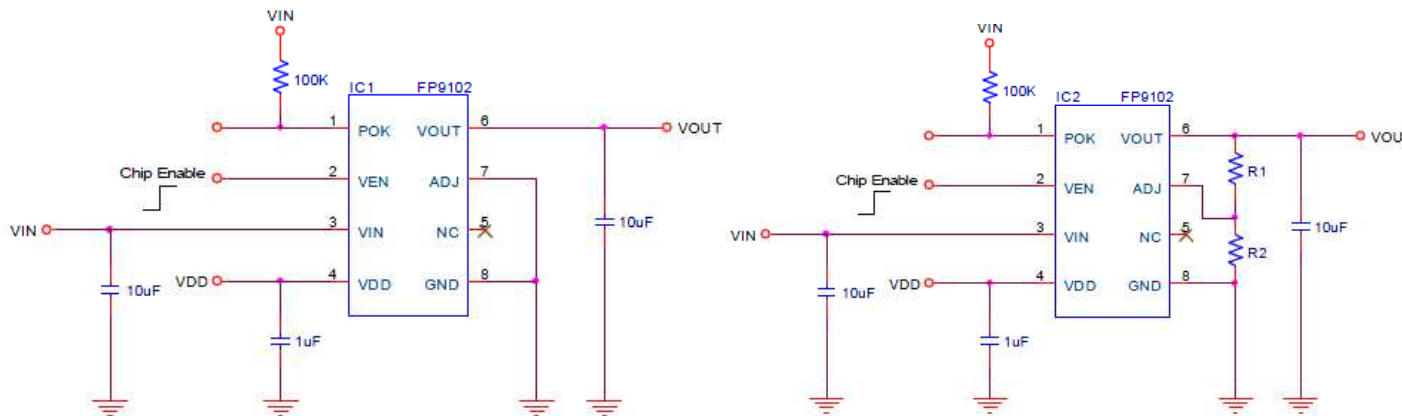 VIN
100K
IC1 FP9102
1 POK VOUT 6
VOUT
Chip Enable
2 VEN ADJ 7
VIN
3 VIN NC 5
10uF
VDD
4 VDD GND 8
10uF
1uF
VIN
100K
IC2 FP9102
1 POK VOUT 6
VOU
R1
Chip Enable
2 VEN ADJ 7
VIN
3 VIN NC 5
10uF
R2
VDD
4 VDD GND 8
10uF
1uF